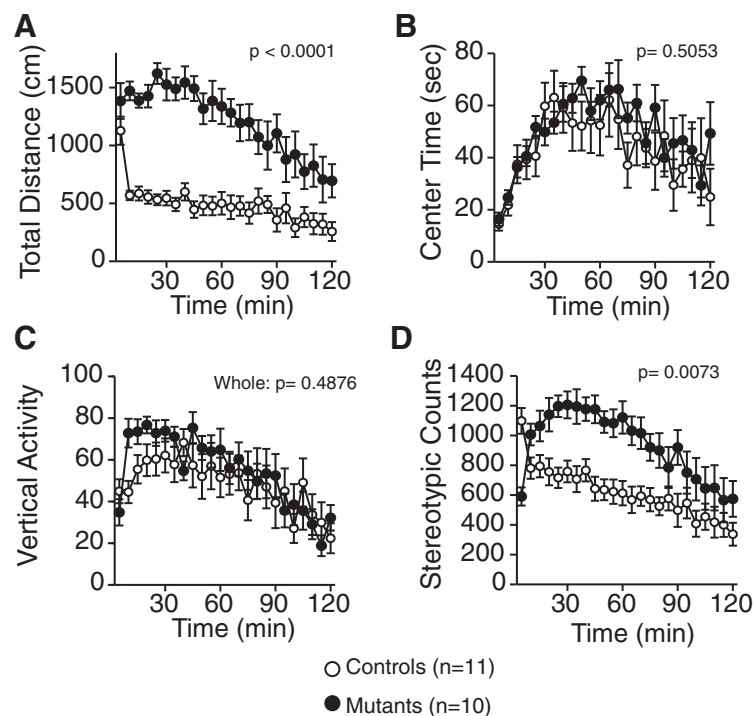 A
p < 0.0001
Total Distance (cm)
1500
1000
500
0
30 60 90 120
Time (min)
B
p= 0.5053
Center Time (sec)
80
60
40
20
0
30 60 90 120
Time (min)
C
Whole: p= 0.4876
Vertical Activity
100
80
60
40
20
0
30 60 90 120
Time (min)
D
p= 0.0073
Stereotypic Counts
1400
1200
1000
800
600
400
200
0
30 60 90 120
Time (min)
Controls (n=11)
Mutants (n=10)